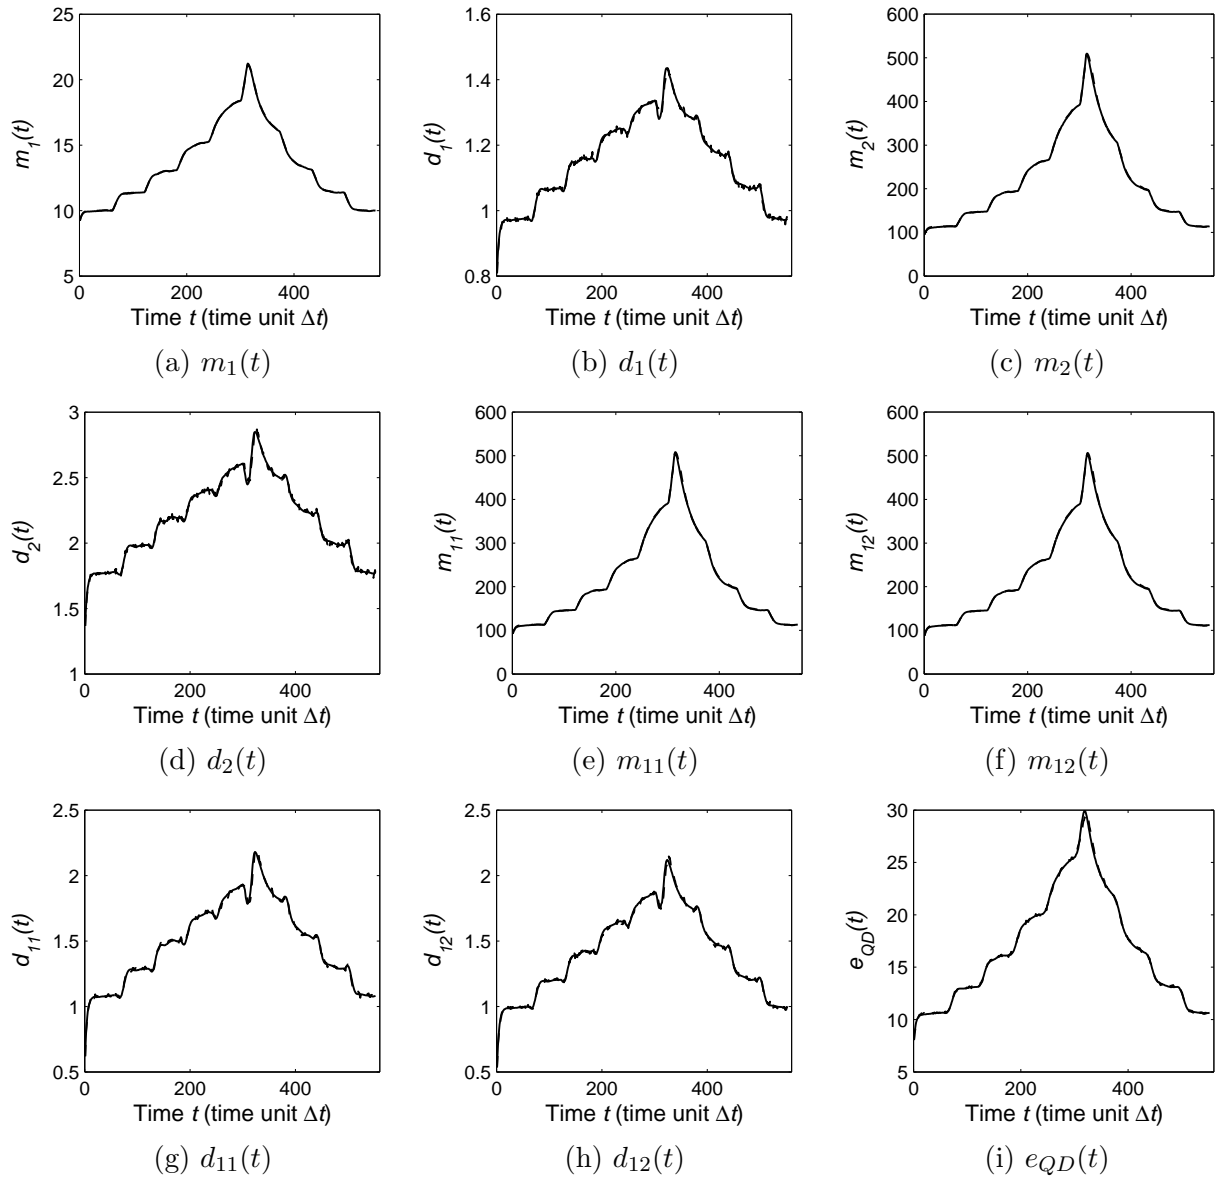 25
20
15
10
5
m1(t)
0 200 400
Time t (time unit Δt)
(a) m1(t)
1.6
1.4
1.2
1
0.8
d1(t)
0 200 400
Time t (time unit Δt)
(b) d1(t)
600
500
400
300
200
100
0
m2(t)
0 200 400
Time t (time unit Δt)
(c) m2(t)
3
2.5
2
1.5
1
d2(t)
0 200 400
Time t (time unit Δt)
(d) d2(t)
600
500
400
300
200
100
0
m11(t)
0 200 400
Time t (time unit Δt)
(e) m11(t)
600
500
400
300
200
100
0
m12(t)
0 200 400
Time t (time unit Δt)
(f) m12(t)
2.5
2
1.5
1
0.5
d11(t)
0 200 400
Time t (time unit Δt)
(g) d11(t)
2.5
2
1.5
1
0.5
d12(t)
0 200 400
Time t (time unit Δt)
(h) d12(t)
30
25
20
15
10
5
eQD(t)
0 200 400
Time t (time unit Δt)
(i) eQD(t)